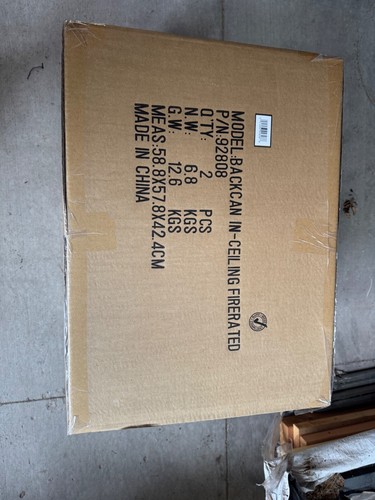 MODEL:BACKCAN IN-CEILING FIRERATED
P/N:92808
Q'TY: 2 PCS
N.W: 6.8 KGS
G.W: 12.6 KGS
MEAS:58.8X57.8X42.4CM
MADE IN CHINA